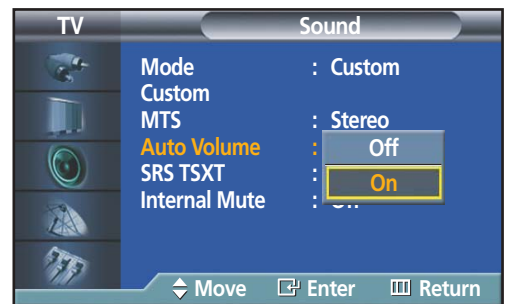 TV Sound
Mode : Custom
Custom
MTS : Stereo
Auto Volume : Off
SRS TSXT : On
Internal Mute :
Move Enter Return